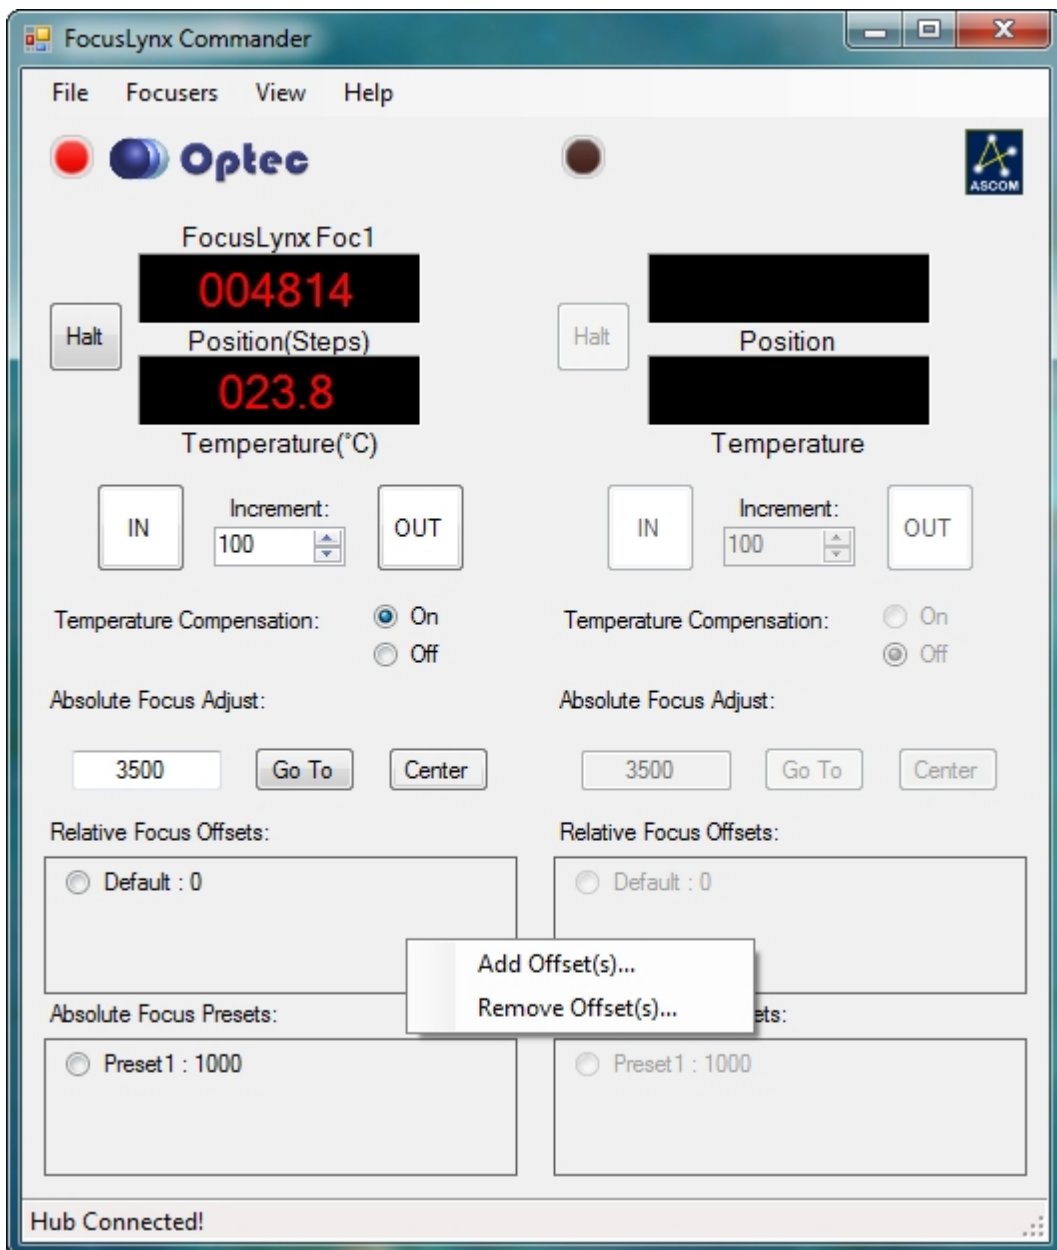 FocusLynx Commander
File Focusers View Help
Optec
ASCOM
FocusLynx Foc1
004814
Halt
Position(Steps)
023.8
Temperature(°C)
Halt
Position
Temperature
IN
Increment:
100
OUT
IN
Increment:
100
OUT
Temperature Compensation:
On
Off
Temperature Compensation:
On
Off
Absolute Focus Adjust:
3500 Go To Center
Absolute Focus Adjust:
3500 Go To Center
Relative Focus Offsets:
Default : 0
Relative Focus Offsets:
Default : 0
Add Offset(s)...
Remove Offset(s)...
Absolute Focus Presets:
Preset1 : 1000
ets:
Preset1 : 1000
Hub Connected!